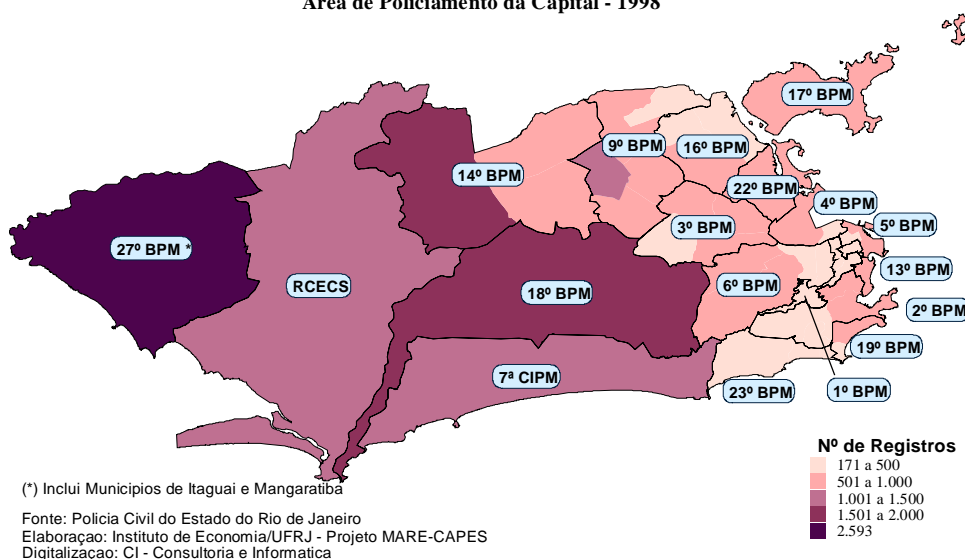 Área de Policiamento da Capital - 1998
17º BPM
9º BPM
16º BPM
14º BPM
22º BPM
4º BPM
3º BPM
5º BPM
27º BPM *
13º BPM
RCECS
18º BPM
6º BPM
2º BPM
19º BPM
7ª CIPM
23º BPM
1º BPM
Nº de Registros
171 a 500
501 a 1.000
1.001 a 1.500
1.501 a 2.000
2.593
(*) Inclui Municipios de Itaguai e Mangaratiba
Fonte: Policia Civil do Estado do Rio de Janeiro
Elaboraçao: Instituto de Economia/UFRJ - Projeto MARE-CAPES
Digitalizaçao: CI - Consultoria e Informatica